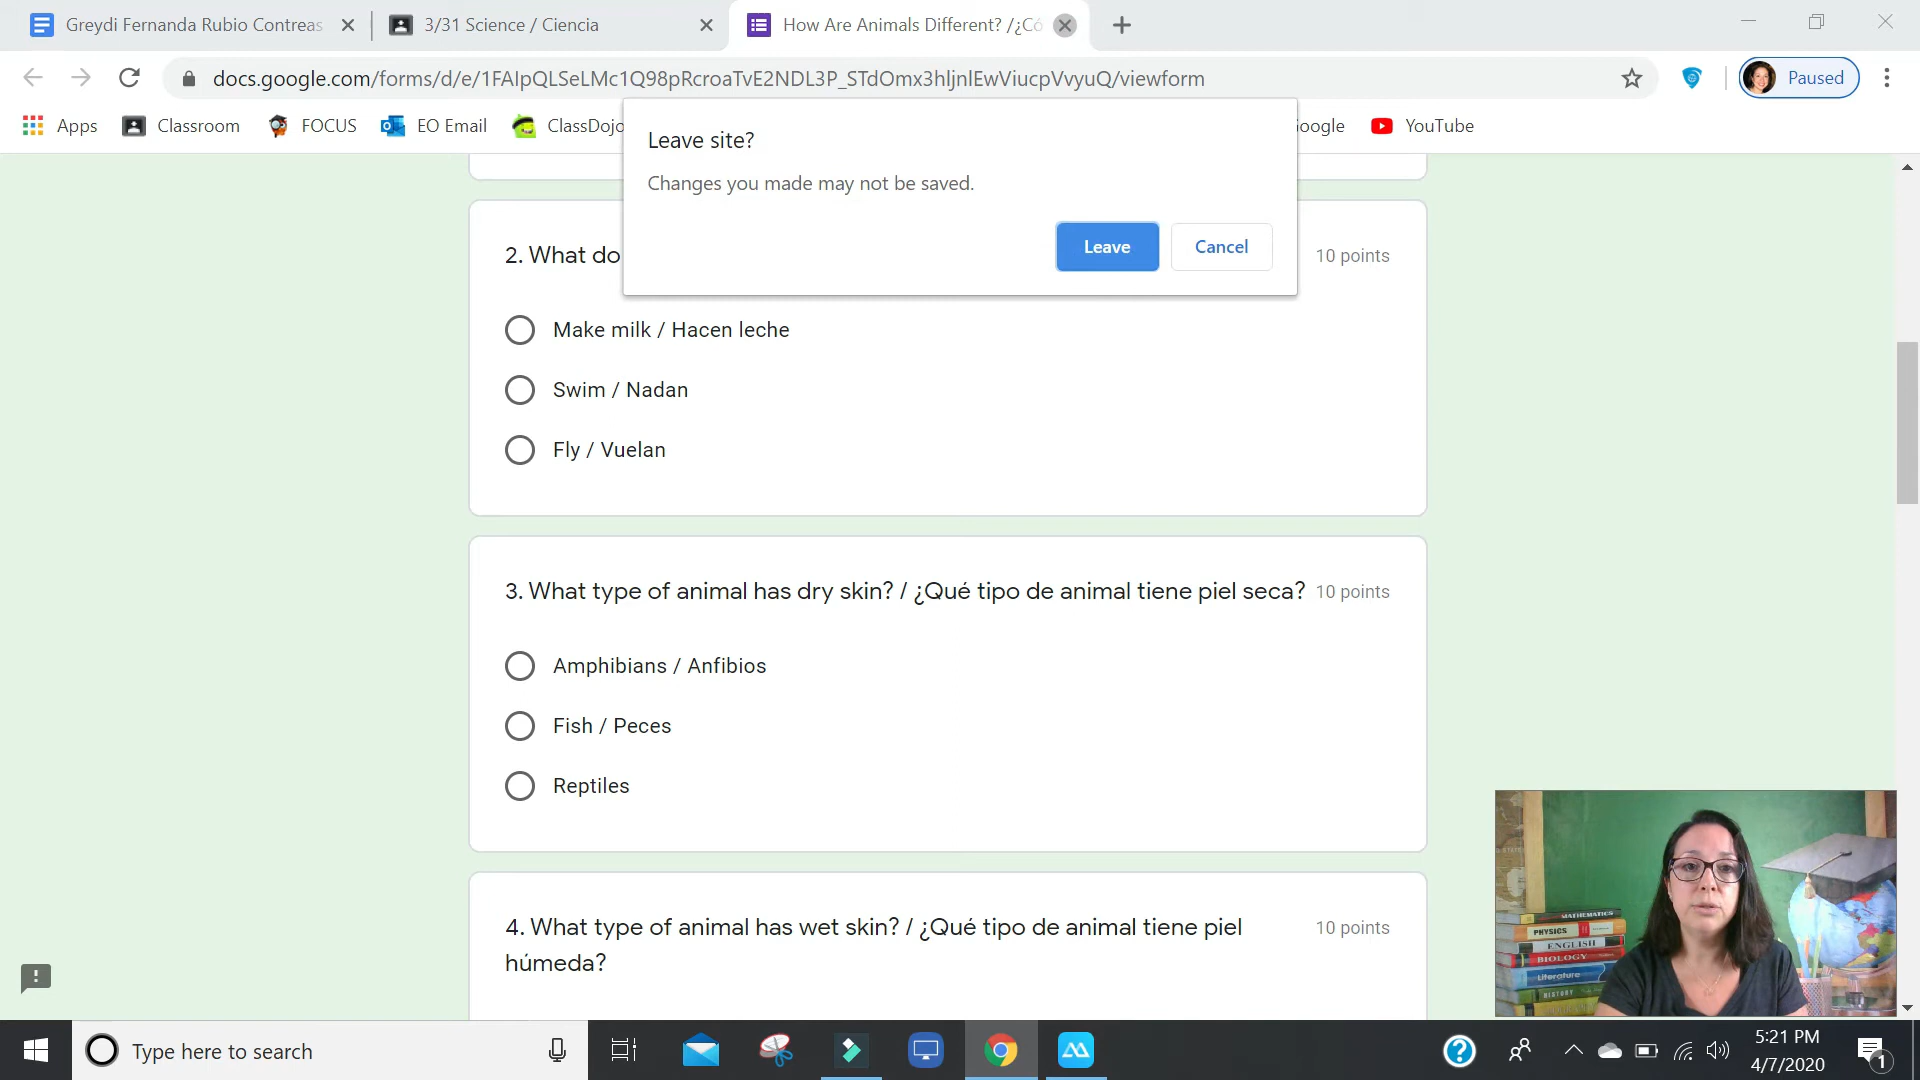 Greydi Fernanda Rubio Contreas
3/31 Science / Ciencia
How Are Animals Different? /¿Có
docs.google.com/forms/d/e/1FAIpQLSeLMc1Q98pRcroaTvE2NDL3P_STdOmx3hljnlEwViucpVvyuQ/viewform
Paused
Apps
Classroom
FOCUS
EO Email
ClassDojo
oogle
YouTube
Leave site?
Changes you made may not be saved.
Leave
Cancel
2. What do
10 points
Make milk / Hacen leche
Swim / Nadan
Fly / Vuelan
3. What type of animal has dry skin? / ¿Qué tipo de animal tiene piel seca?
10 points
Amphibians / Anfibios
Fish / Peces
Reptiles
4. What type of animal has wet skin? / ¿Qué tipo de animal tiene piel
húmeda?
10 points
MATHEMATICS
PHYSICS
ENGLISH
BIOLOGY
Literature
HISTORY
Type here to search
5:21 PM
4/7/2020
1